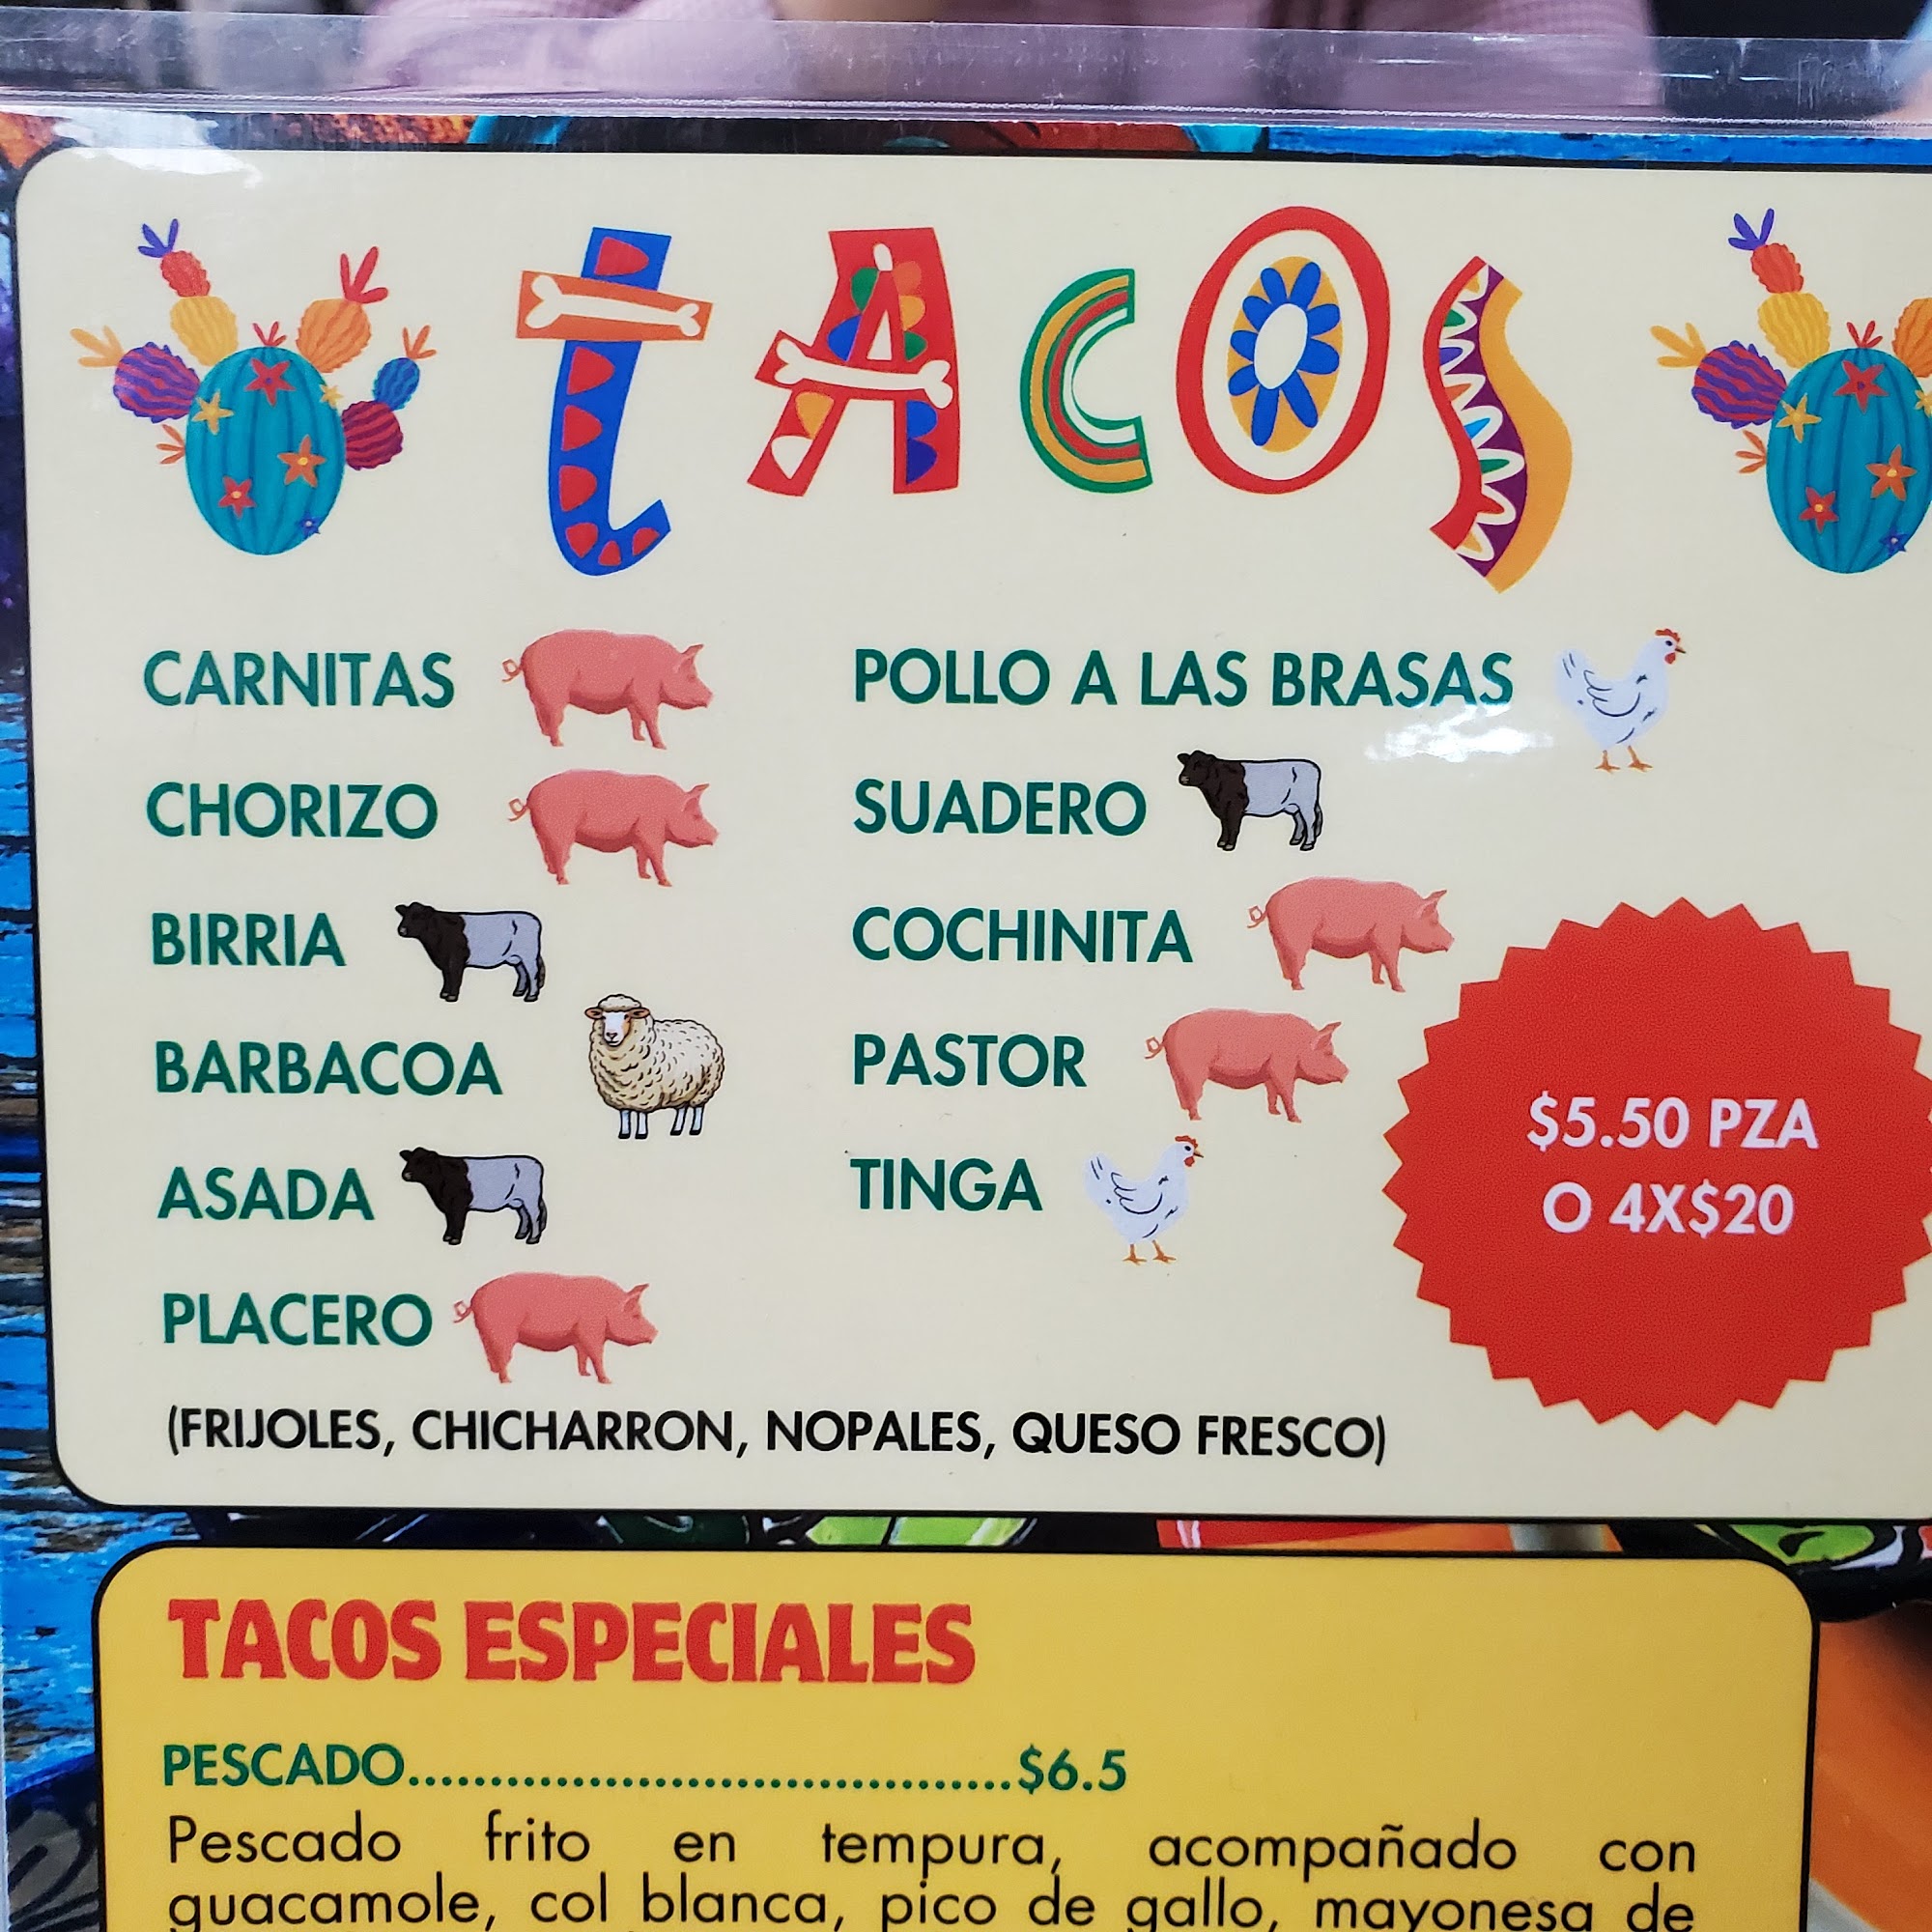 tACOS
CARNITAS
CHORIZO
BIRRIA
BARBACOA
ASADA
PLACERO
(FRIJOLES, CHICHARRON, NOPALES, QUESO FRESCO)
POLLO A LAS BRASAS
SUADERO
COCHINITA
PASTOR
TINGA
$5.50 PZA
O 4X$20
TACOS ESPECIALES
PESCADO.....................................$6.5
Pescado frito en tempura, acompañado con
guacamole, col blanca, pico de gallo, mayonesa de